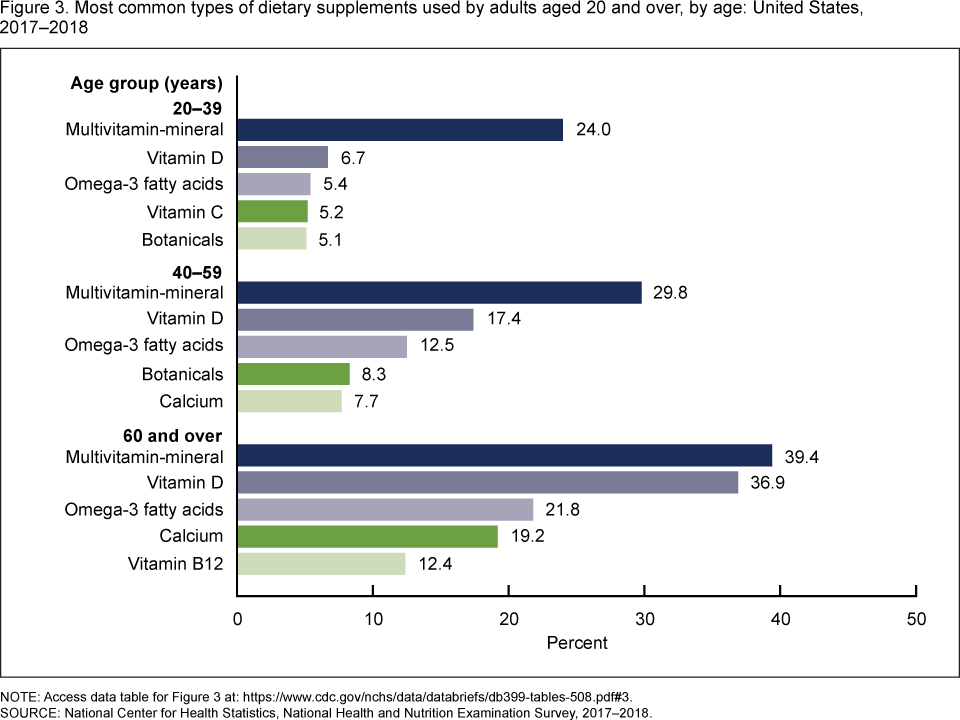 Figure 3. Most common types of dietary supplements used by adults aged 20 and over, by age: United States,
2017–2018
Age group (years)
20–39
Multivitamin-mineral 24.0
Vitamin D 6.7
Omega-3 fatty acids 5.4
Vitamin C 5.2
Botanicals 5.1
40–59
Multivitamin-mineral 29.8
Vitamin D 17.4
Omega-3 fatty acids 12.5
Botanicals 8.3
Calcium 7.7
60 and over
Multivitamin-mineral 39.4
Vitamin D 36.9
Omega-3 fatty acids 21.8
Calcium 19.2
Vitamin B12 12.4
0 10 20 30 40 50
Percent
NOTE: Access data table for Figure 3 at: https://www.cdc.gov/nchs/data/databriefs/db399-tables-508.pdf#3.
SOURCE: National Center for Health Statistics, National Health and Nutrition Examination Survey, 2017–2018.